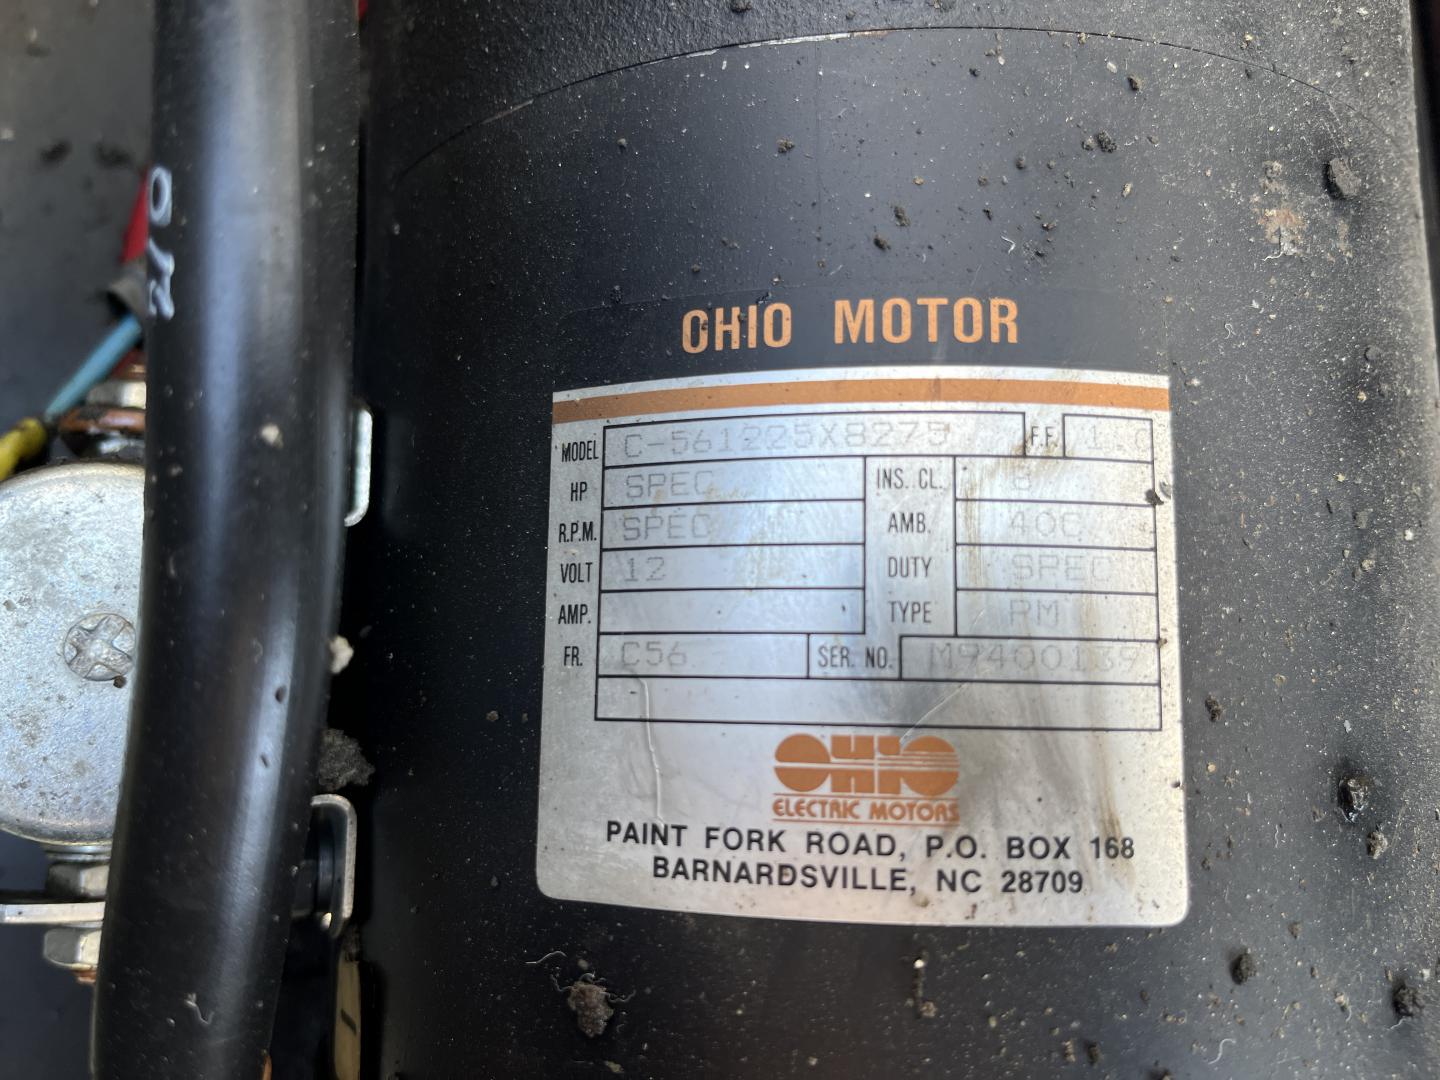 OHIO MOTOR
MODEL C-561225X8275 F.F. 1.0
HP SPEC INS. CL. B
R.P.M. SPEC AMB. 40C
VOLT 12 DUTY SPEC
AMP. TYPE PM
FR. C56 SER. NO. M9400139
OHIO
ELECTRIC MOTORS
PAINT FORK ROAD, P.O. BOX 168
BARNARDSVILLE, NC 28709